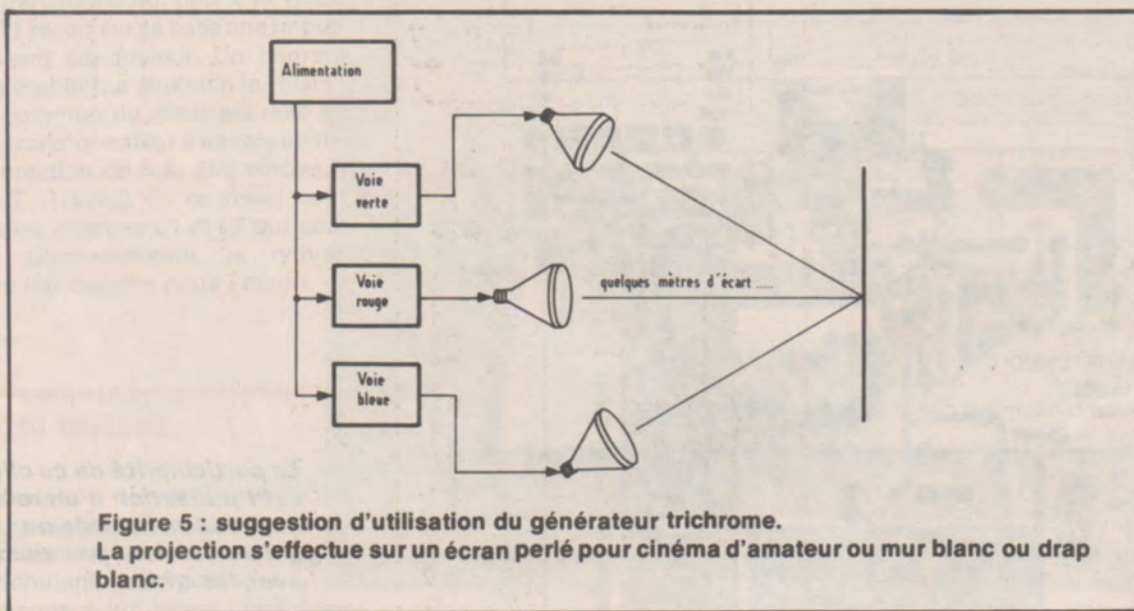 Alimentation
Voie
verte
Voie
rouge
Voie
bleue
quelques mètres d'écart.....
Figure 5 : suggestion d'utilisation du générateur trichrome.
La projection s'effectue sur un écran perlé pour cinéma d'amateur ou mur blanc ou drap
blanc.